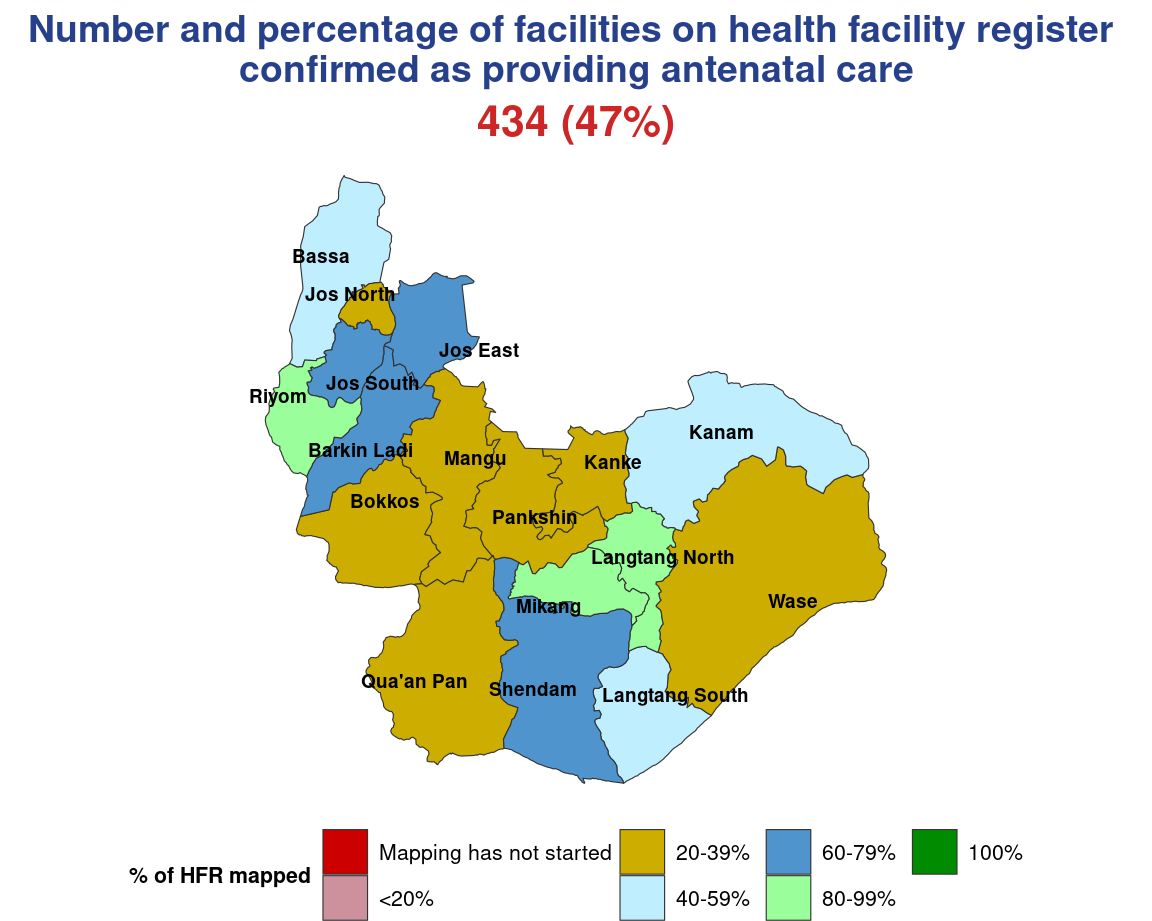 Number and percentage of facilities on health facility register
confirmed as providing antenatal care
434 (47%)
Bassa
Jos North
Jos East
Jos South
Riyom
Kanam
Barkin Ladi
Mangu
Kanke
Bokkos
Pankshin
Langtang North
Wase
Mikang
Qua'an Pan
Shendam
Langtang South
% of HFR mapped
Mapping has not started
<20%
20-39%
40-59%
60-79%
80-99%
100%